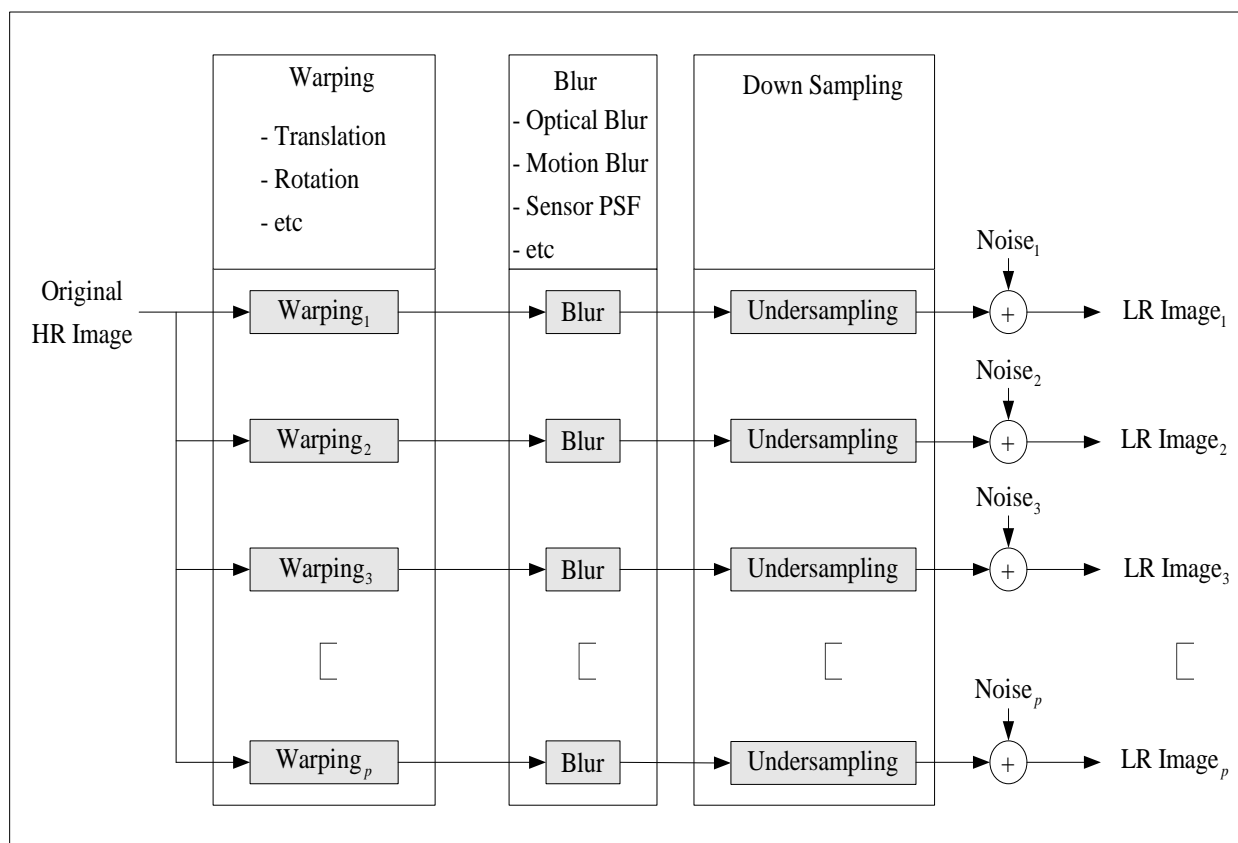 Warping
- Translation
- Rotation
- etc
Blur
- Optical Blur
- Motion Blur
- Sensor PSF
- etc
Down Sampling
Original
HR Image
Warping₁
Blur
Undersampling
Noise₁
+
LR Image₁
Warping₂
Blur
Undersampling
Noise₂
+
LR Image₂
Warping₃
Blur
Undersampling
Noise₃
+
LR Image₃
Warpingₚ
Blur
Undersampling
Noiseₚ
+
LR Imageₚ